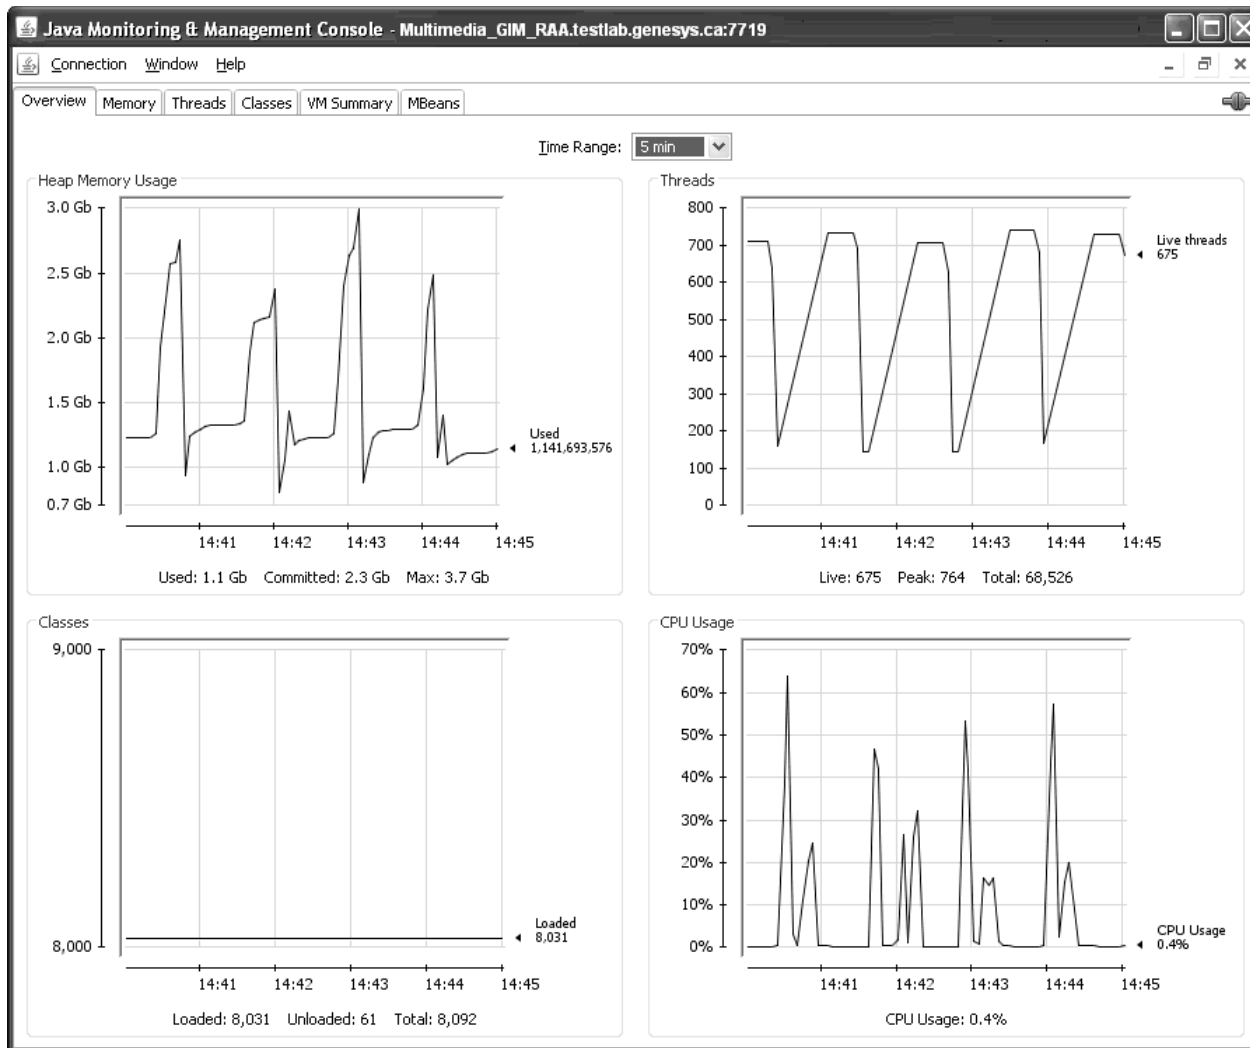 Java Monitoring & Management Console - Multimedia_GIM_RAA.testlab.genesys.ca:7719
Connection Window Help
Overview Memory Threads Classes VM Summary MBeans
Time Range: 5 min
Heap Memory Usage
3.0 Gb
2.5 Gb
2.0 Gb
1.5 Gb
1.0 Gb
0.7 Gb
Used
1,141,693,576
14:41 14:42 14:43 14:44 14:45
Used: 1.1 Gb Committed: 2.3 Gb Max: 3.7 Gb
Threads
800
700
600
500
400
300
200
100
0
Live threads
675
14:41 14:42 14:43 14:44 14:45
Live: 675 Peak: 764 Total: 68,526
Classes
9,000
8,000
Loaded
8,031
14:41 14:42 14:43 14:44 14:45
Loaded: 8,031 Unloaded: 61 Total: 8,092
CPU Usage
70%
60%
50%
40%
30%
20%
10%
0%
CPU Usage
0.4%
14:41 14:42 14:43 14:44 14:45
CPU Usage: 0.4%